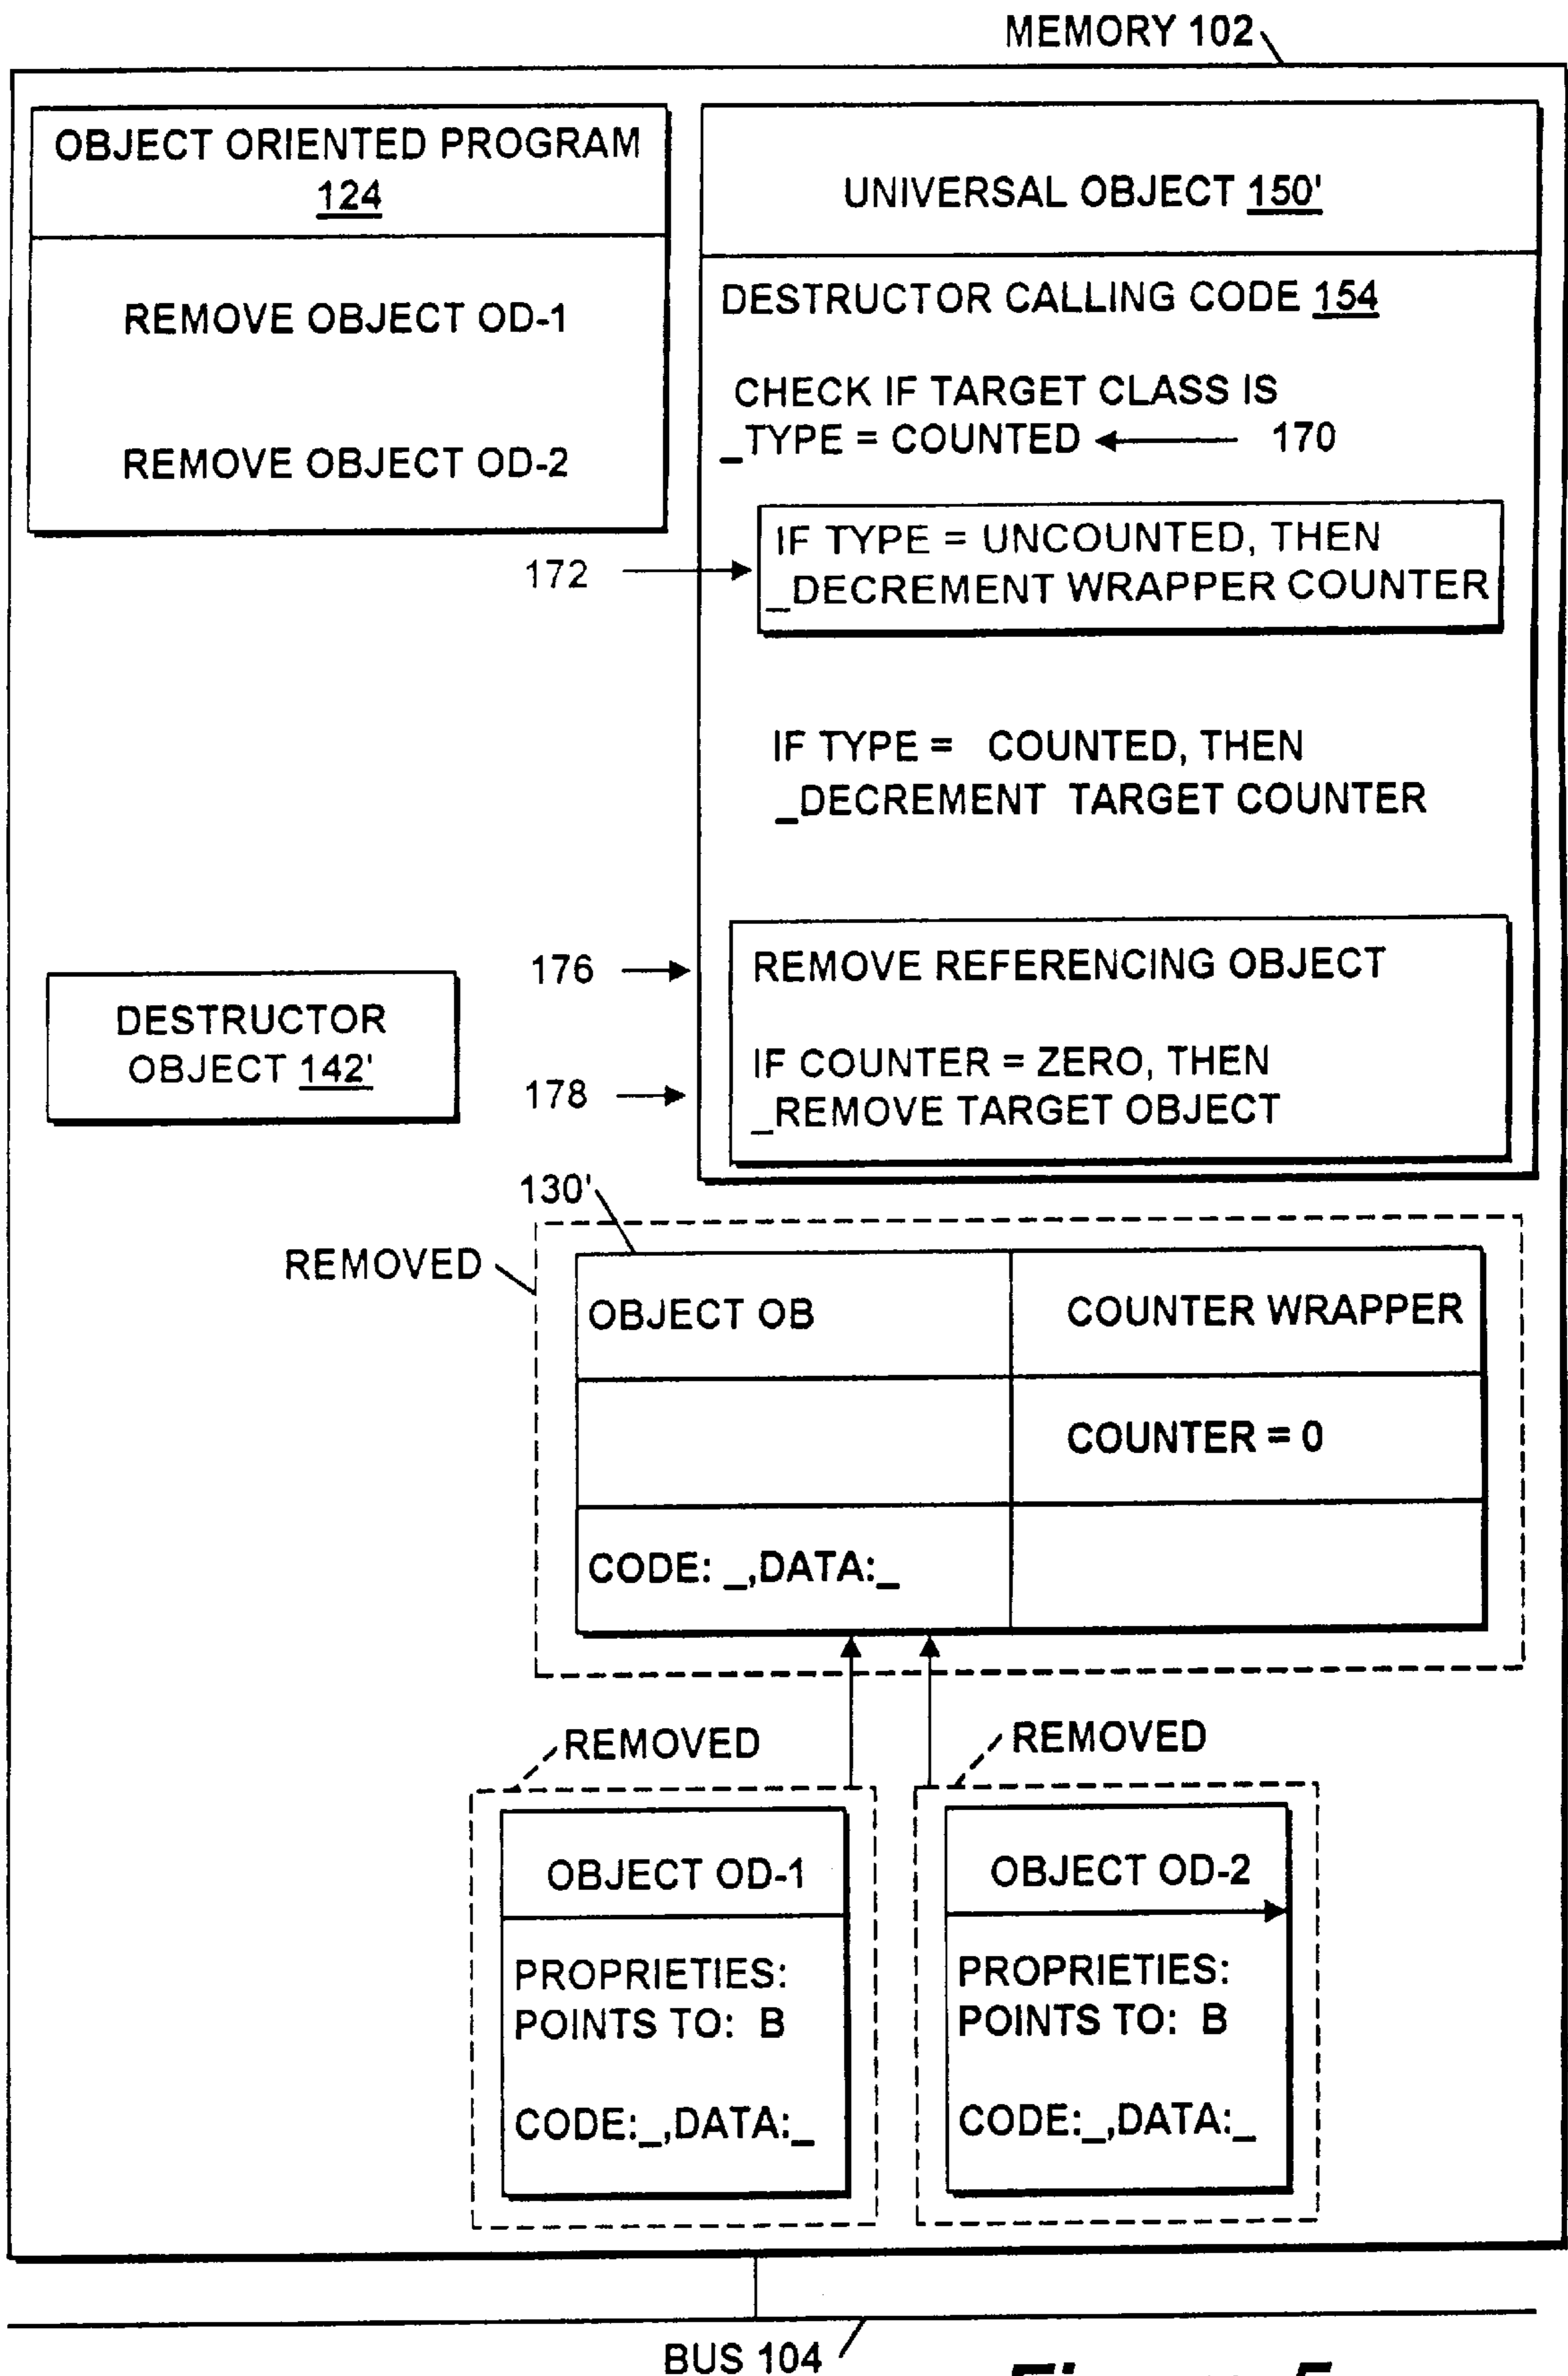 MEMORY 102
OBJECT ORIENTED PROGRAM
124
REMOVE OBJECT OD-1
REMOVE OBJECT OD-2
UNIVERSAL OBJECT 150'
DESTRUCTOR CALLING CODE 154
CHECK IF TARGET CLASS IS
_TYPE = COUNTED
170
172
IF TYPE = UNCOUNTED, THEN
_DECREMENT WRAPPER COUNTER
IF TYPE = COUNTED, THEN
_DECREMENT TARGET COUNTER
176
REMOVE REFERENCING OBJECT
178
IF COUNTER = ZERO, THEN
_REMOVE TARGET OBJECT
DESTRUCTOR
OBJECT 142'
130'
REMOVED
OBJECT OB
COUNTER WRAPPER
COUNTER = 0
CODE: _,DATA:_
REMOVED
REMOVED
OBJECT OD-1
PROPRIETIES:
POINTS TO: B
CODE:_,DATA:_
OBJECT OD-2
PROPRIETIES:
POINTS TO: B
CODE:_,DATA:_
BUS 104